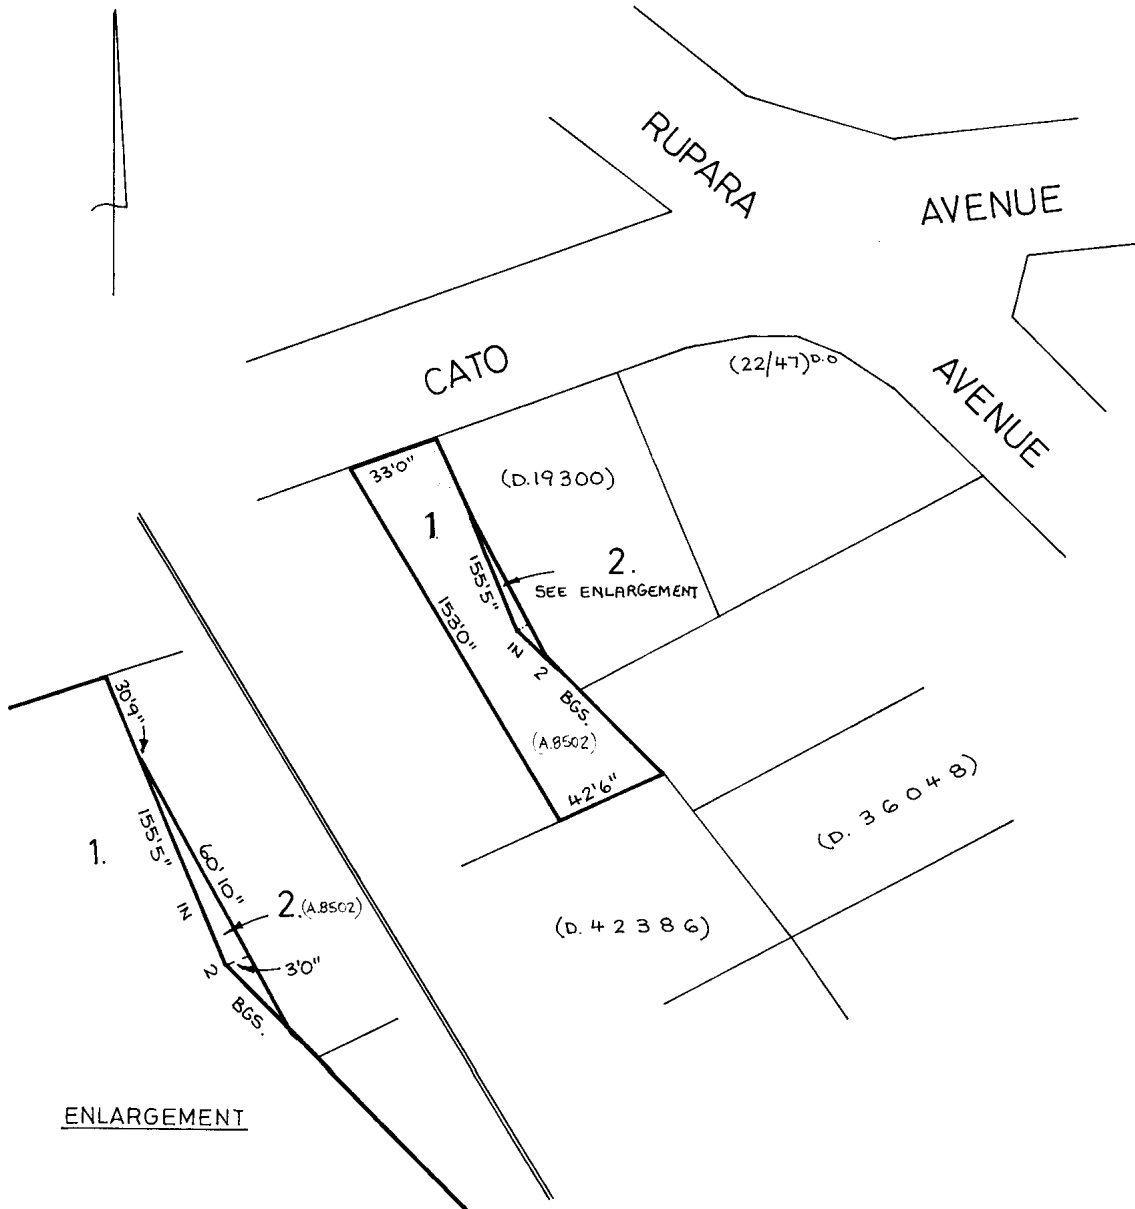 RUPARA
AVENUE
CATO
(22/47)D.O
AVENUE
33'0"
(D.19300)
1.
155'5"
2.
SEE ENLARGEMENT
153'0"
IN
2
BGS.
(A.8502)
42'6"
(D. 36048)
(D. 42386)
30'9"
155'5"
1.
60'10"
IN
2.(A.8502)
2
3'0"
BGS.
ENLARGEMENT